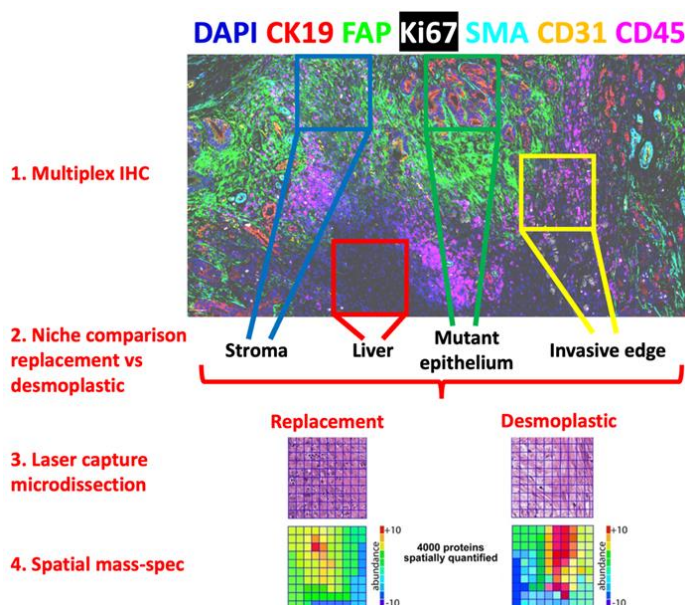 DAPI CK19 FAP Ki67 SMA CD31 CD45
1. Multiplex IHC
2. Niche comparison
replacement vs
desmoplastic
Stroma
Liver
Mutant
epithelium
Invasive edge
Replacement
Desmoplastic
3. Laser capture
microdissection
4. Spatial mass-spec
+10
abundance
-10
4000 proteins
spatially quantified
+10
abundance
-10